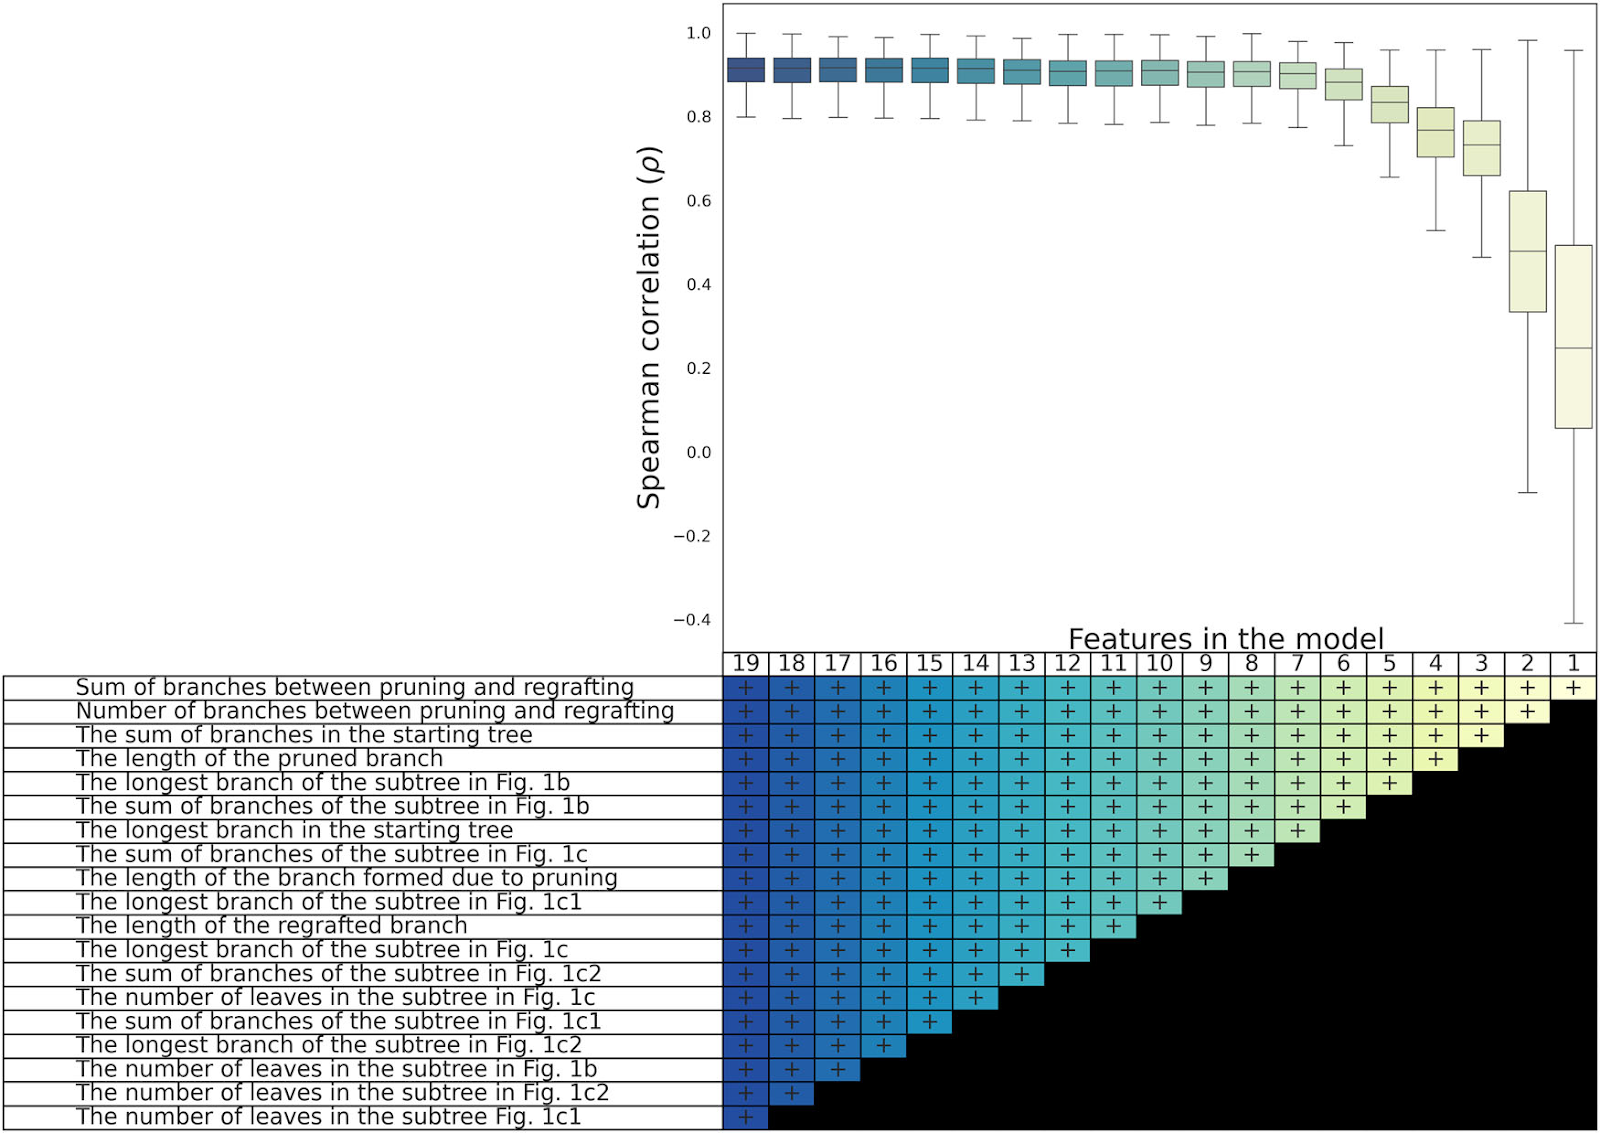 1.0
0.8
0.6
0.4
0.2
0.0
−0.2
−0.4
Spearman correlation (ρ)
Features in the model
19 18 17 16 15 14 13 12 11 10 9 8 7 6 5 4 3 2 1
Sum of branches between pruning and regrafting + + + + + + + + + + + + + + + + + + +
Number of branches between pruning and regrafting + + + + + + + + + + + + + + + + + +
The sum of branches in the starting tree + + + + + + + + + + + + + + + + +
The length of the pruned branch + + + + + + + + + + + + + + + +
The longest branch of the subtree in Fig. 1b + + + + + + + + + + + + + + +
The sum of branches of the subtree in Fig. 1b + + + + + + + + + + + + + +
The longest branch in the starting tree + + + + + + + + + + + + +
The sum of branches of the subtree in Fig. 1c + + + + + + + + + + + +
The length of the branch formed due to pruning + + + + + + + + + + +
The longest branch of the subtree in Fig. 1c1 + + + + + + + + + +
The length of the regrafted branch + + + + + + + + +
The longest branch of the subtree in Fig. 1c + + + + + + + +
The sum of branches of the subtree in Fig. 1c2 + + + + + + +
The number of leaves in the subtree in Fig. 1c + + + + + +
The sum of branches of the subtree in Fig. 1c1 + + + + +
The longest branch of the subtree in Fig. 1c2 + + + +
The number of leaves in the subtree in Fig. 1b + + +
The number of leaves in the subtree in Fig. 1c2 + +
The number of leaves in the subtree Fig. 1c1 +